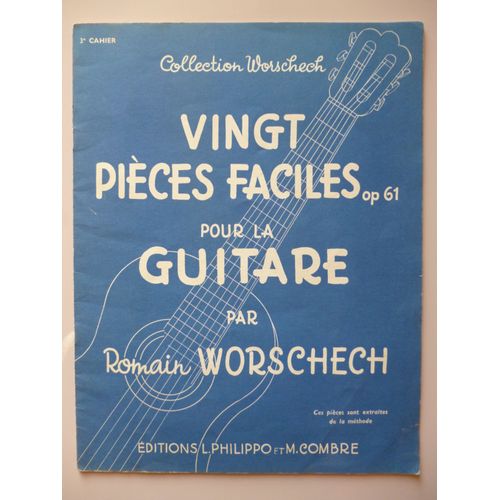 3e CAHIER
Collection Worschech
VINGT
PIÈCES FACILES op 61
POUR LA
GUITARE
PAR
Romain WORSCHECH
Ces pièces sont extraites
de la méthode
ÉDITIONS L. PHILIPPO ET M. COMBRE